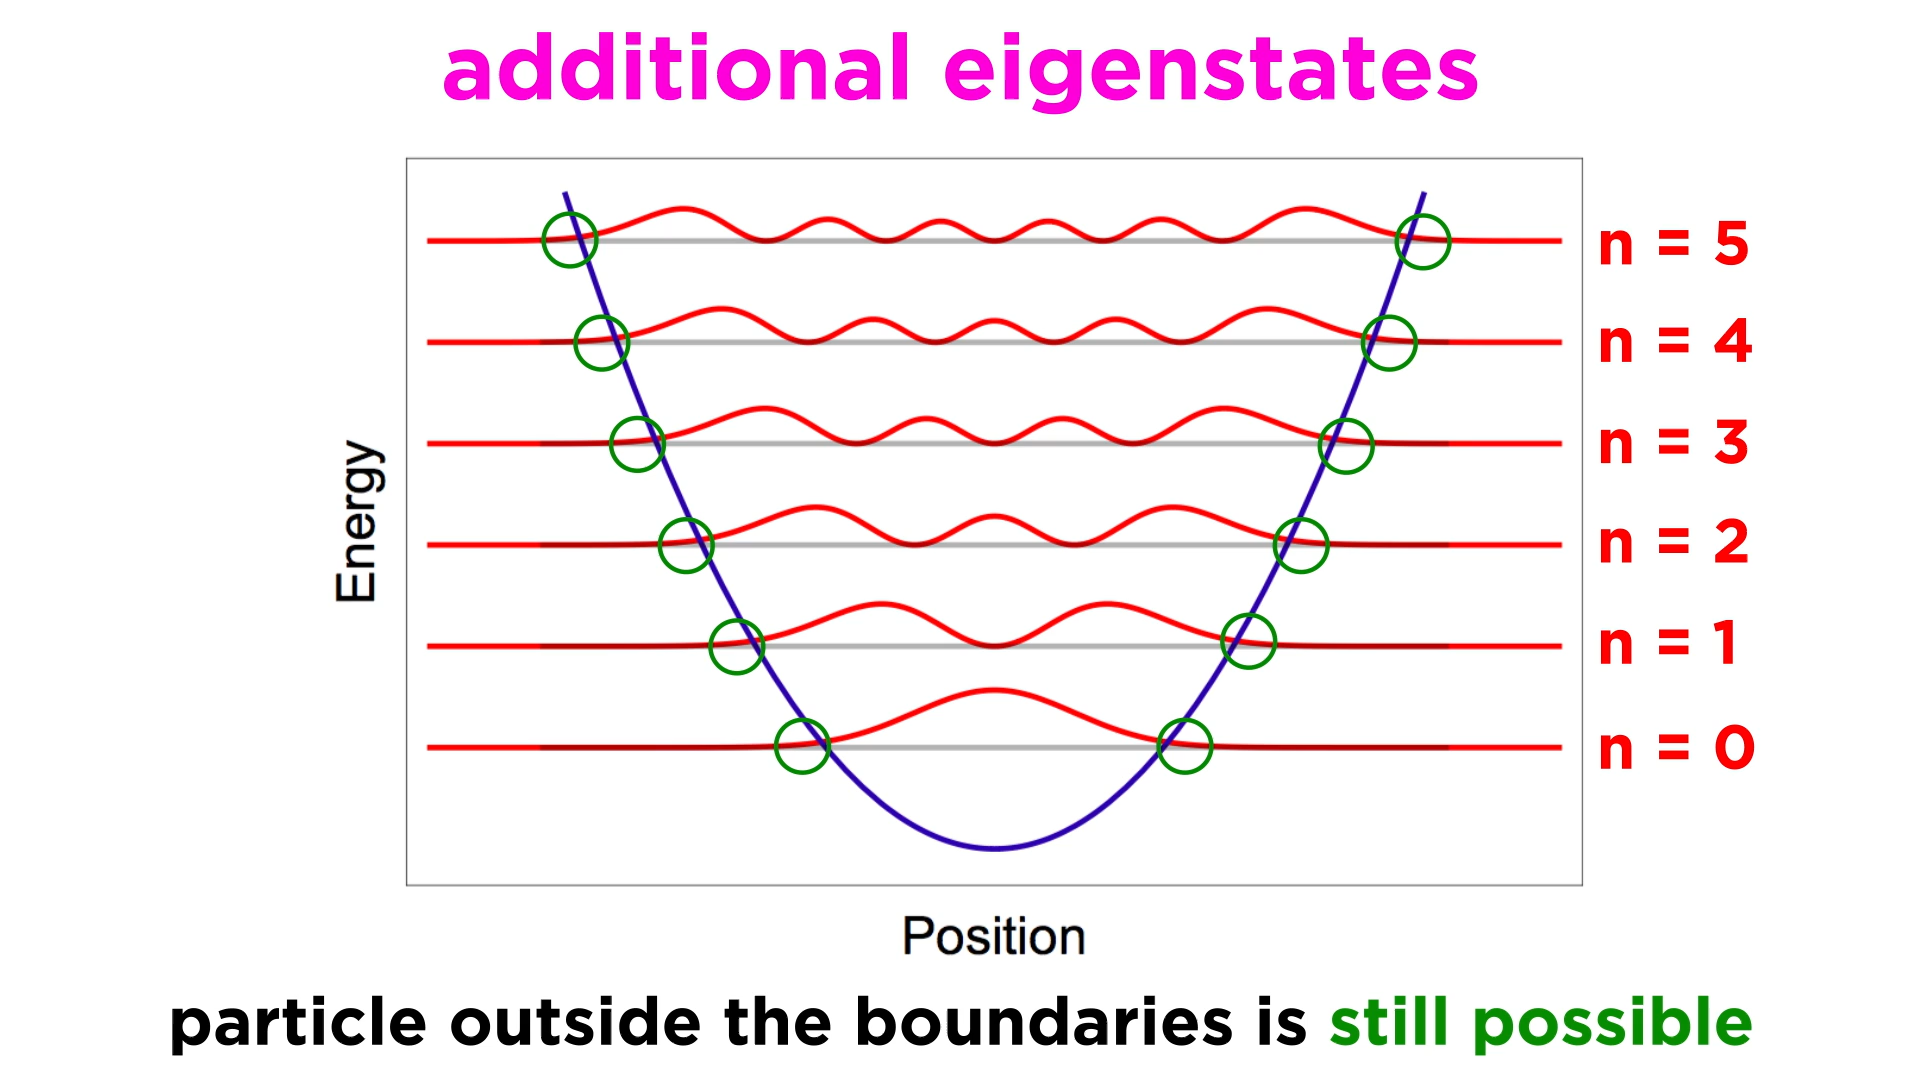 additional eigenstates
n = 5
n = 4
n = 3
n = 2
n = 1
n = 0
Energy
Position
particle outside the boundaries is still possible